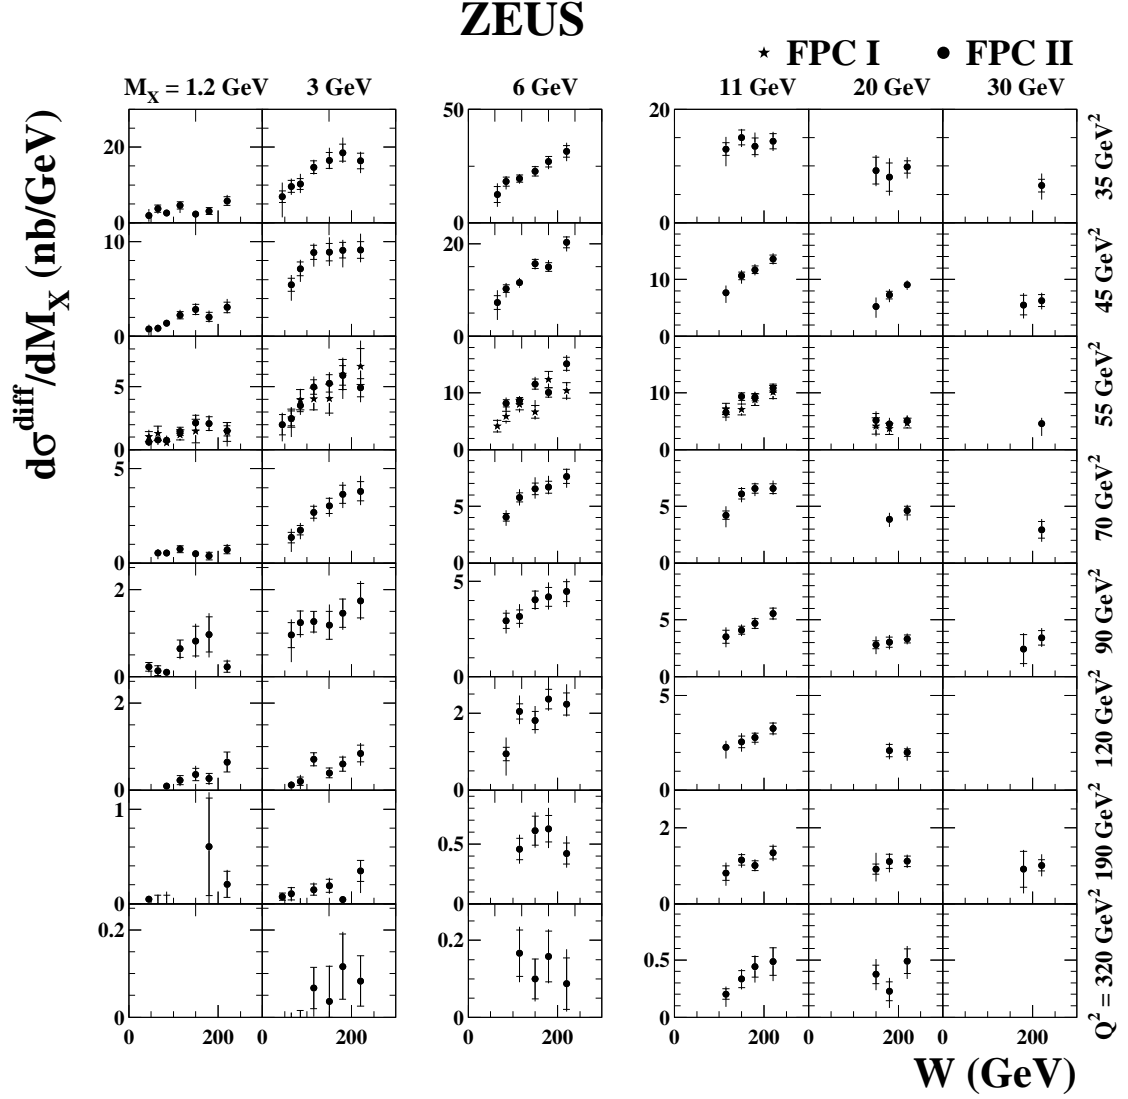 ZEUS
★ FPC I ● FPC II
M_X = 1.2 GeV 3 GeV 6 GeV 11 GeV 20 GeV 30 GeV
dσ^diff/dM_X (nb/GeV)
20 0 50 0 20 0 35 GeV²
10 0 20 0 10 0 45 GeV²
5 0 10 0 10 0 55 GeV²
5 0 5 0 5 0 70 GeV²
2 0 5 0 5 0 90 GeV²
2 0 2 0 5 0 120 GeV²
1 0 0.5 0 2 0 190 GeV²
0.2 0 0.2 0 0.5 0 Q² = 320 GeV²
0 200 0 200 0 200 0 200 0 200 0 200
W (GeV)